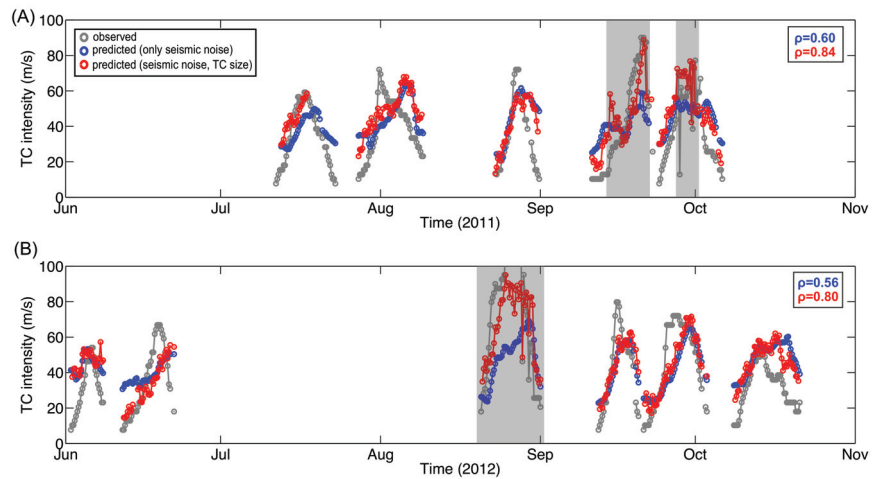 (A)
100
80
60
40
20
0
TC intensity (m/s)
observed
predicted (only seismic noise)
predicted (seismic noise, TC size)
ρ=0.60
ρ=0.84
Jun
Jul
Aug
Sep
Oct
Nov
Time (2011)
(B)
100
80
60
40
20
0
TC intensity (m/s)
ρ=0.56
ρ=0.80
Jun
Jul
Aug
Sep
Oct
Nov
Time (2012)